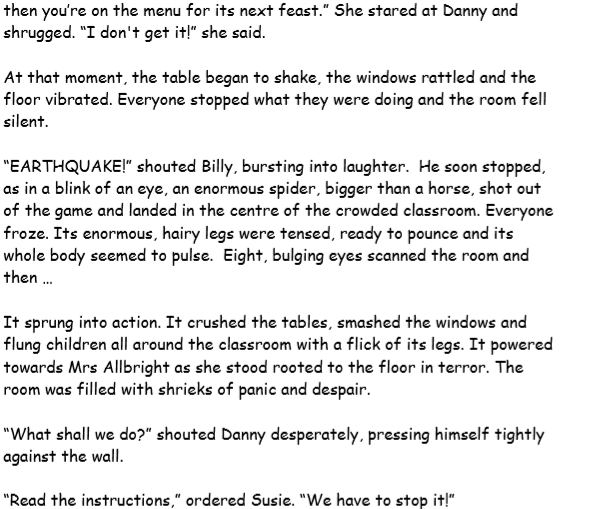 then you’re on the menu for its next feast.” She stared at Danny and
shrugged. “I don't get it!” she said.
At that moment, the table began to shake, the windows rattled and the
floor vibrated. Everyone stopped what they were doing and the room fell
silent.
“EARTHQUAKE!” shouted Billy, bursting into laughter.  He soon stopped,
as in a blink of an eye, an enormous spider, bigger than a horse, shot out
of the game and landed in the centre of the crowded classroom. Everyone
froze. Its enormous, hairy legs were tensed, ready to pounce and its
whole body seemed to pulse.  Eight, bulging eyes scanned the room and
then …
It sprung into action. It crushed the tables, smashed the windows and
flung children all around the classroom with a flick of its legs. It powered
towards Mrs Allbright as she stood rooted to the floor in terror. The
room was filled with shrieks of panic and despair.
“What shall we do?” shouted Danny desperately, pressing himself tightly
against the wall.
“Read the instructions,” ordered Susie. “We have to stop it!”